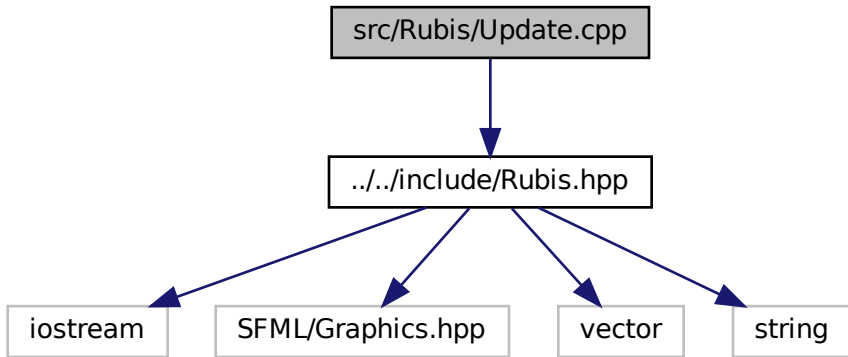 src/Rubis/Update.cpp
../../include/Rubis.hpp
iostream
SFML/Graphics.hpp
vector
string